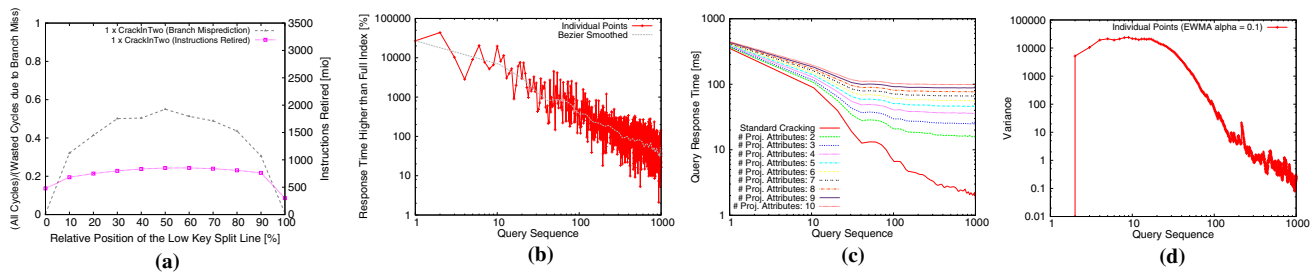 (All Cycles)/(Wasted Cycles due to Branch Miss)
1
0.8
0.6
0.4
0.2
0
1 x CrackInTwo (Branch Misprediction)
1 x CrackInTwo (Instructions Retired)
3500
3000
2500
2000
1500
1000
500
0
Instructions Retired [mio]
0 10 20 30 40 50 60 70 80 90 100
Relative Position of the Low Key Split Line [%]
(a)
Response Time Higher than Full Index [%]
100000
10000
1000
100
10
1
Individual Points
Bezier Smoothed
1 10 100 1000
Query Sequence
(b)
Query Response Time [ms]
1000
100
10
1
Standard Cracking
# Proj. Attributes: 2
# Proj. Attributes: 3
# Proj. Attributes: 4
# Proj. Attributes: 5
# Proj. Attributes: 6
# Proj. Attributes: 7
# Proj. Attributes: 8
# Proj. Attributes: 9
# Proj. Attributes: 10
1 10 100 1000
Query Sequence
(c)
Variance
100000
10000
1000
100
10
1
0.1
0.01
Individual Points (EWMA alpha = 0.1)
1 10 100 1000
Query Sequence
(d)